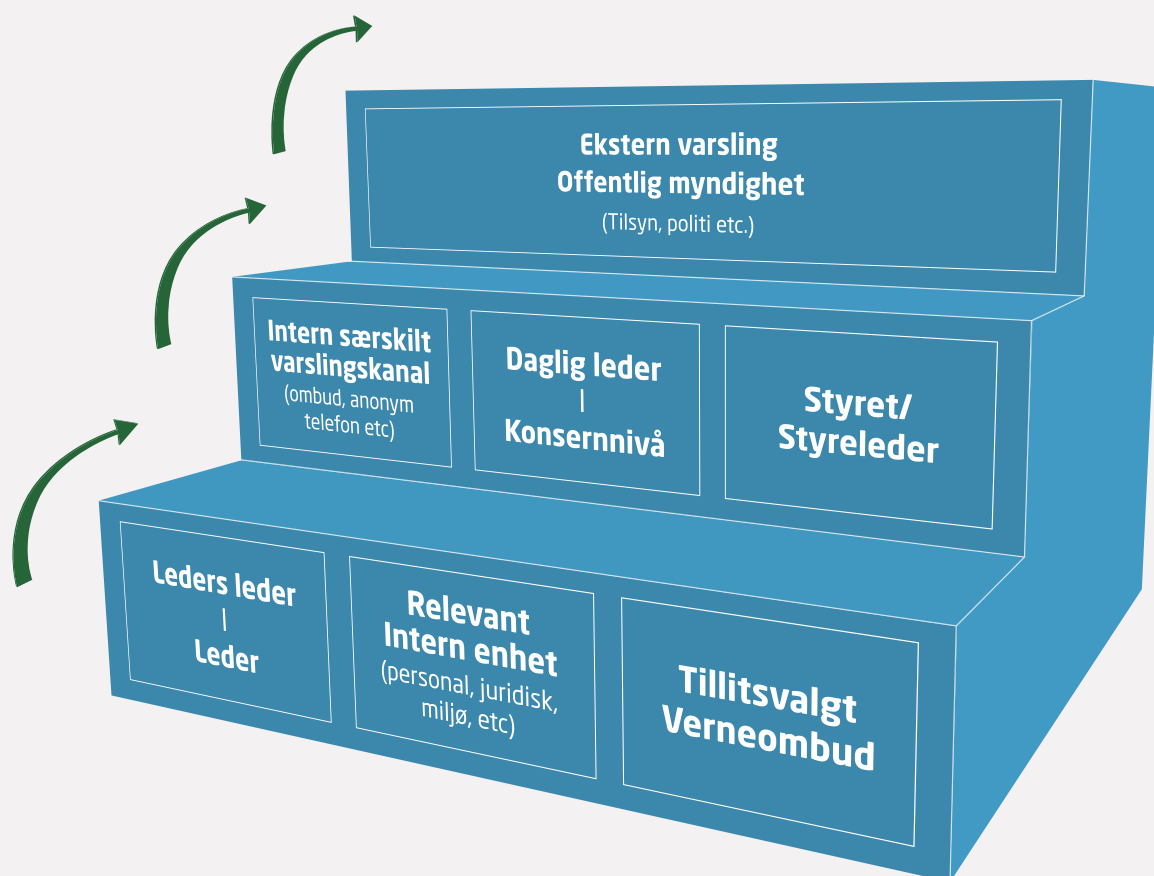 Ekstern varsling
Offentlig myndighet
(Tilsyn, politi etc.)
Intern særskilt
varslingskanal
(ombud, anonym
telefon etc)
Daglig leder
Konsernnivå
Styret/
Styreleder
Leders leder
Leder
Relevant
Intern enhet
(personal, juridisk,
miljø, etc)
Tillitsvalgt
Verneombud